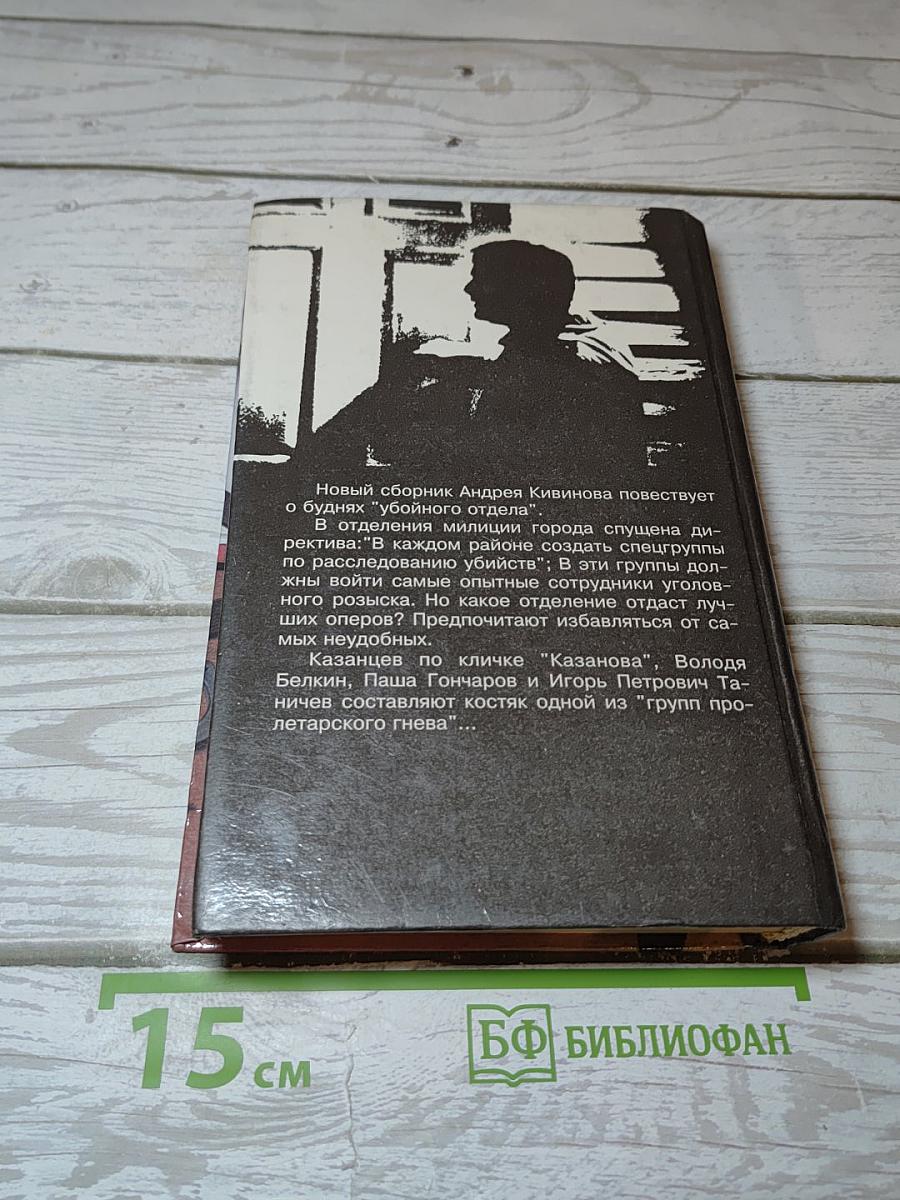 Новый сборник Андрея Кивинова повествует
о буднях "убойного отдела".
В отделения милиции города спущена ди-
ректива:"В каждом районе создать спецгруппы
по расследованию убийств"; В эти группы дол-
жны войти самые опытные сотрудники уголов-
ного розыска. Но какое отделение отдаст луч-
ших оперов? Предпочитают избавляться от са-
мых неудобных.
Казанцев по кличке "Казанова", Володя
Белкин, Паша Гончаров и Игорь Петрович Та-
ничев составляют костяк одной из "групп про-
летарского гнева"...
15 см
БФ БИБЛИОФАН